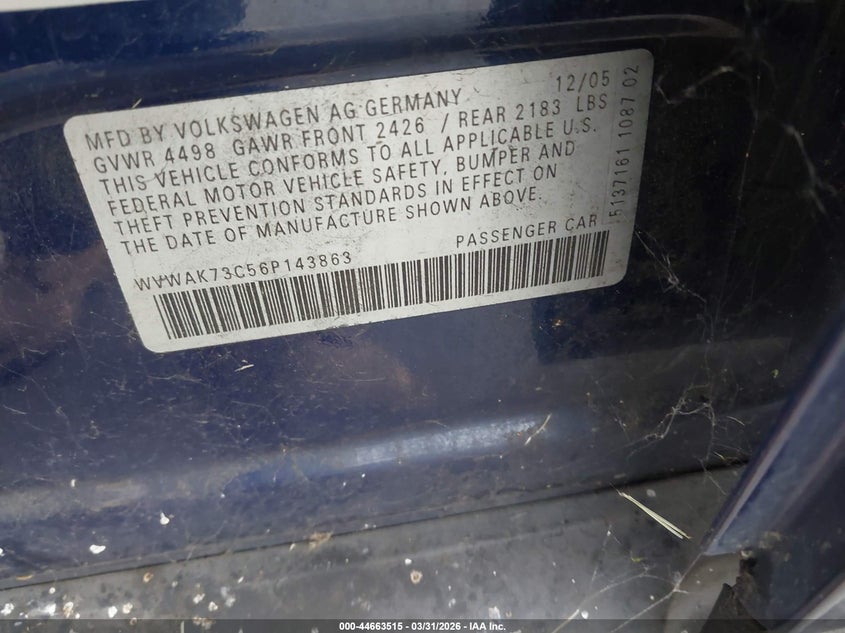 12/05
MFD BY VOLKSWAGEN AG GERMANY
GVWR 4498 GAWR FRONT 2426 / REAR 2183 LBS
THIS VEHICLE CONFORMS TO ALL APPLICABLE U.S.
FEDERAL MOTOR VEHICLE SAFETY, BUMPER AND
THEFT PREVENTION STANDARDS IN EFFECT ON
THE DATE OF MANUFACTURE SHOWN ABOVE.
PASSENGER CAR
WVWAK73C56P143863
5137161 1087 02
000-44663515 - 03/31/2026 - IAA Inc.